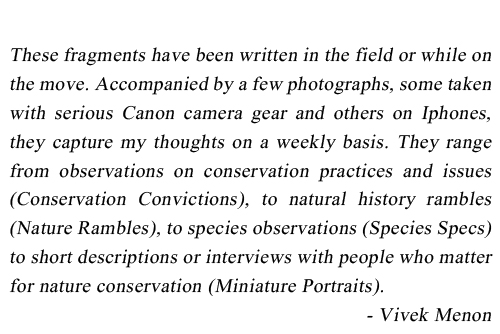 These fragments have been written in the field or while on
the move. Accompanied by a few photographs, some taken
with serious Canon camera gear and others on Iphones,
they capture my thoughts on a weekly basis. They range
from observations on conservation practices and issues
(Conservation Convictions), to natural history rambles
(Nature Rambles), to species observations (Species Specs)
to short descriptions or interviews with people who matter
for nature conservation (Miniature Portraits).
- Vivek Menon